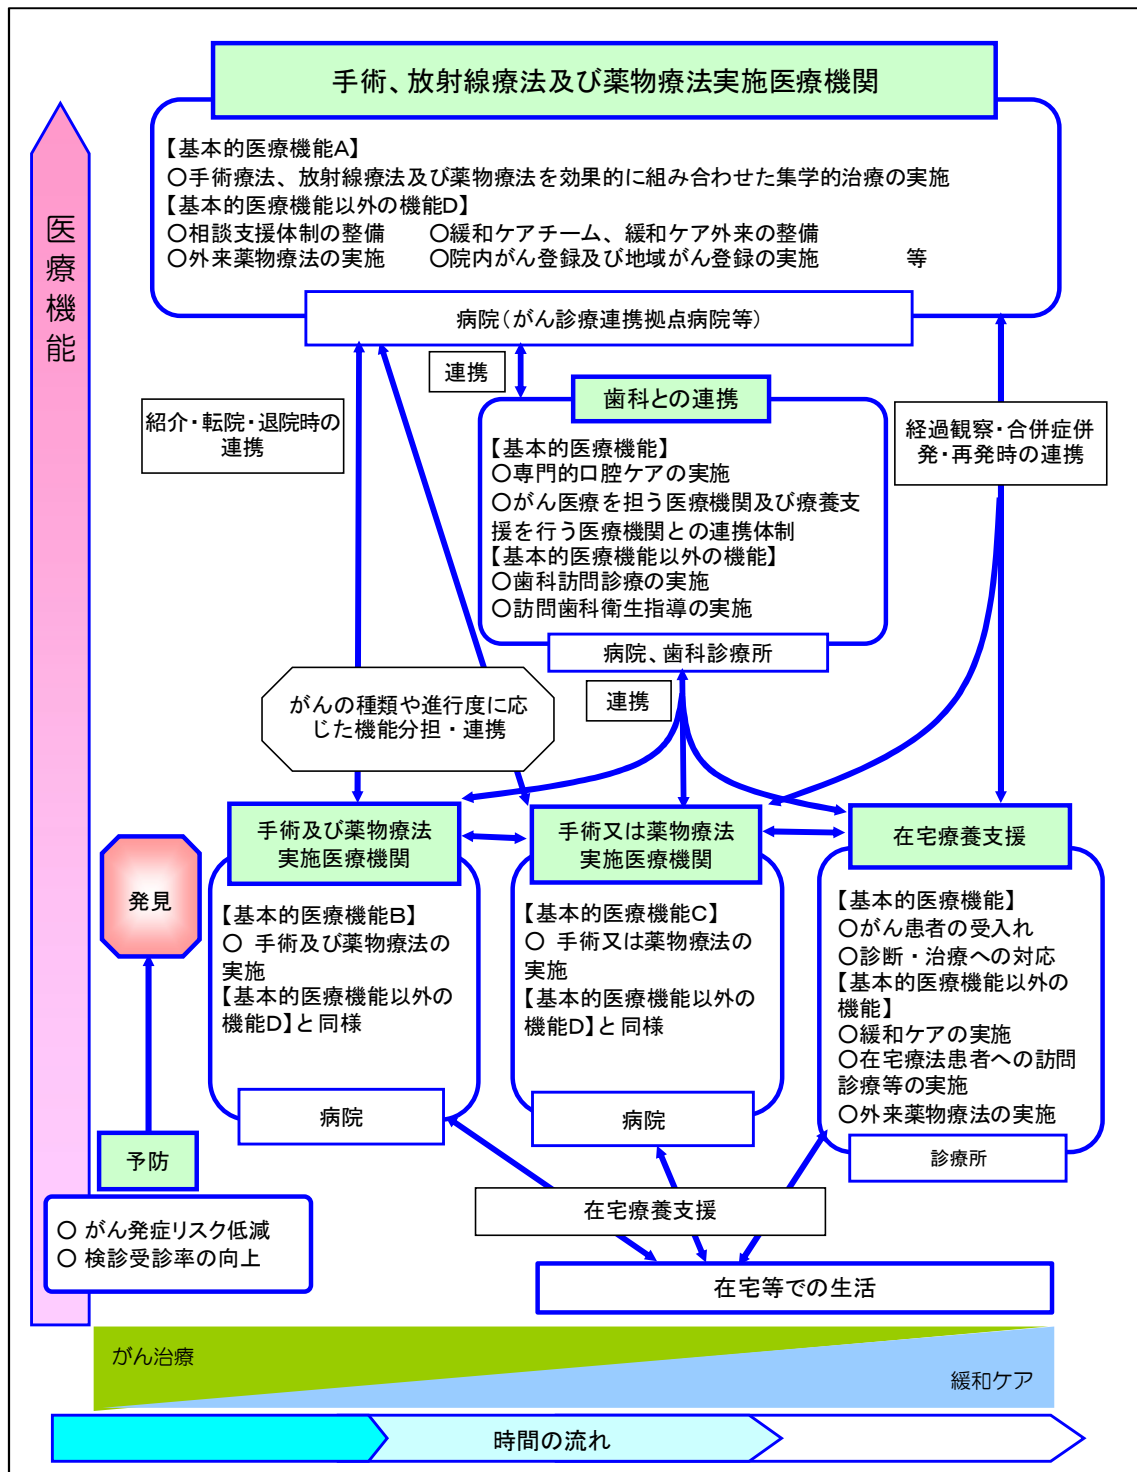 手術、放射線療法及び薬物療法実施医療機関
医療機能
【基本的医療機能A】
○手術療法、放射線療法及び薬物療法を効果的に組み合わせた集学的治療の実施
【基本的医療機能以外の機能D】
○相談支援体制の整備　　○緩和ケアチーム、緩和ケア外来の整備
○外来薬物療法の実施　　○院内がん登録及び地域がん登録の実施　　　　等
病院(がん診療連携拠点病院等)
連携
紹介・転院・退院時の
連携
歯科との連携
【基本的医療機能】
○専門的口腔ケアの実施
○がん医療を担う医療機関及び療養支
援を行う医療機関との連携体制
【基本的医療機能以外の機能】
○歯科訪問診療の実施
○訪問歯科衛生指導の実施
病院、歯科診療所
経過観察・合併症併
発・再発時の連携
連携
がんの種類や進行度に応
じた機能分担・連携
手術及び薬物療法
実施医療機関
【基本的医療機能B】
○ 手術及び薬物療法の
実施
【基本的医療機能以外の
機能D】と同様
病院
手術又は薬物療法
実施医療機関
【基本的医療機能C】
○ 手術又は薬物療法の
実施
【基本的医療機能以外の
機能D】と同様
病院
在宅療養支援
【基本的医療機能】
○がん患者の受入れ
○診断・治療への対応
【基本的医療機能以外の
機能】
○緩和ケアの実施
○在宅療法患者への訪問
診療等の実施
○外来薬物療法の実施
診療所
発見
予防
○ がん発症リスク低減
○ 検診受診率の向上
在宅療養支援
在宅等での生活
がん治療
緩和ケア
時間の流れ